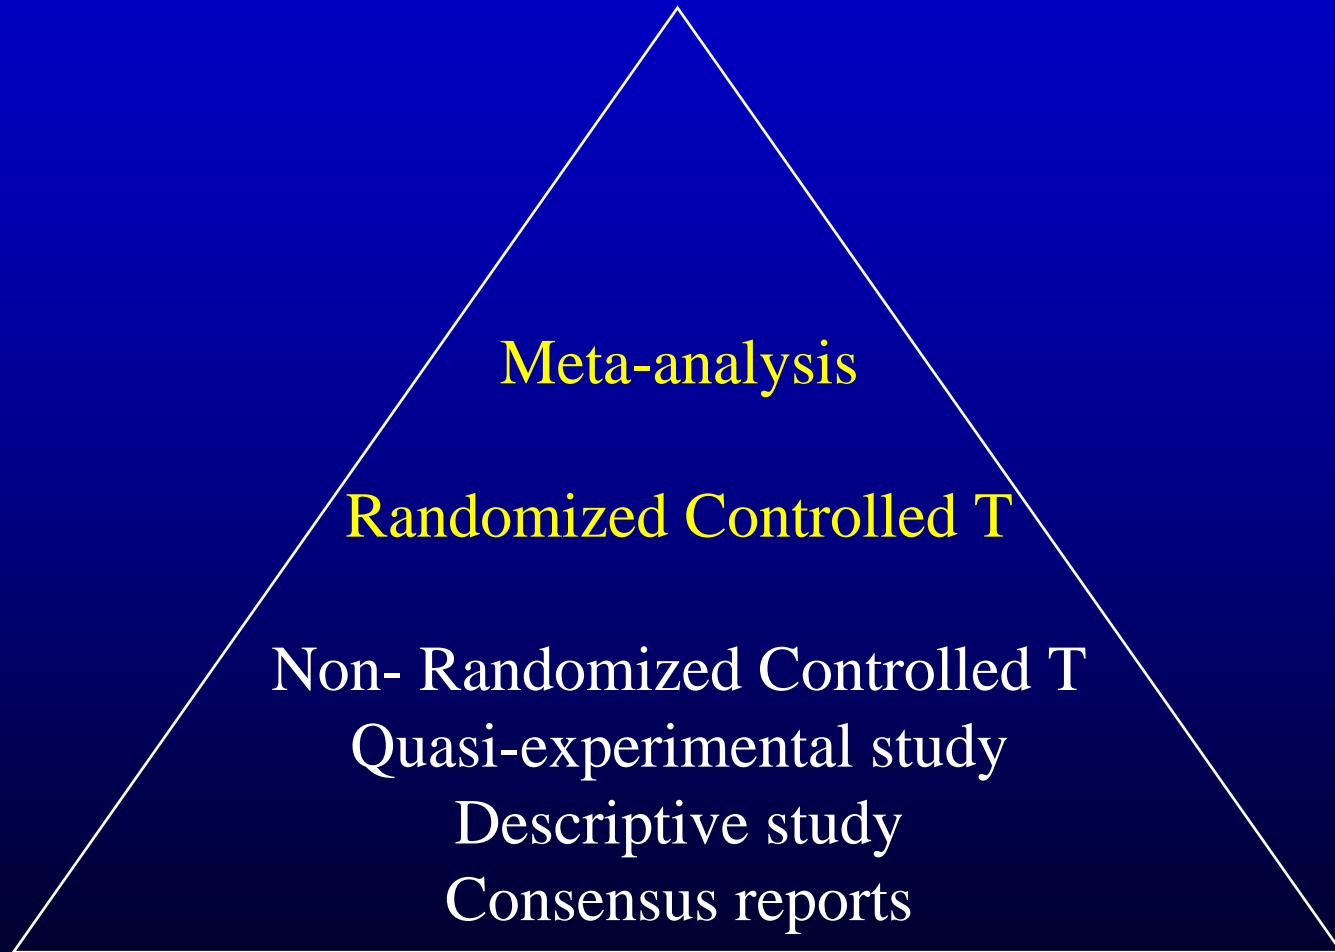 Meta-analysis
Randomized Controlled T
Non- Randomized Controlled T
Quasi-experimental study
Descriptive study
Consensus reports